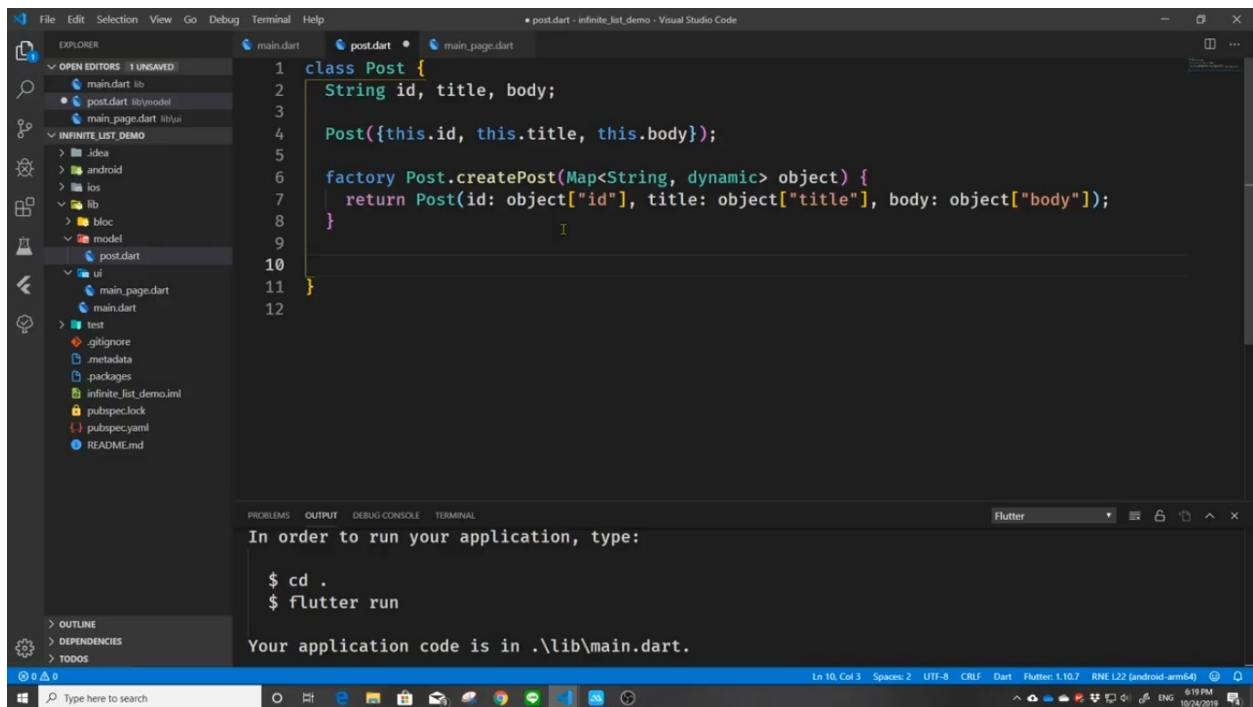 File Edit Selection View Go Debug Terminal Help
● post.dart - infinite_list_demo - Visual Studio Code
EXPLORER
OPEN EDITORS 1 UNSAVED
main.dart lib
● post.dart lib\model
main_page.dart lib\ui
INFINITE_LIST_DEMO
.idea
android
ios
lib
bloc
model
post.dart
ui
main_page.dart
main.dart
test
.gitignore
.metadata
.packages
infinite_list_demo.iml
pubspec.lock
pubspec.yaml
README.md
OUTLINE
DEPENDENCIES
TODOS
main.dart post.dart ● main_page.dart
1 class Post {
2 String id, title, body;
3
4 Post({this.id, this.title, this.body});
5
6 factory Post.createPost(Map<String, dynamic> object) {
7 return Post(id: object["id"], title: object["title"], body: object["body"]);
8 }
9
10
11 }
12
PROBLEMS OUTPUT DEBUG CONSOLE TERMINAL Flutter
In order to run your application, type:
$ cd .
$ flutter run
Your application code is in .\lib\main.dart.
0 0 Ln 10, Col 3 Spaces: 2 UTF-8 CRLF Dart Flutter: 1.10.7 RNE L22 (android-arm64)
Type here to search
ENG 6:19 PM
10/24/2019